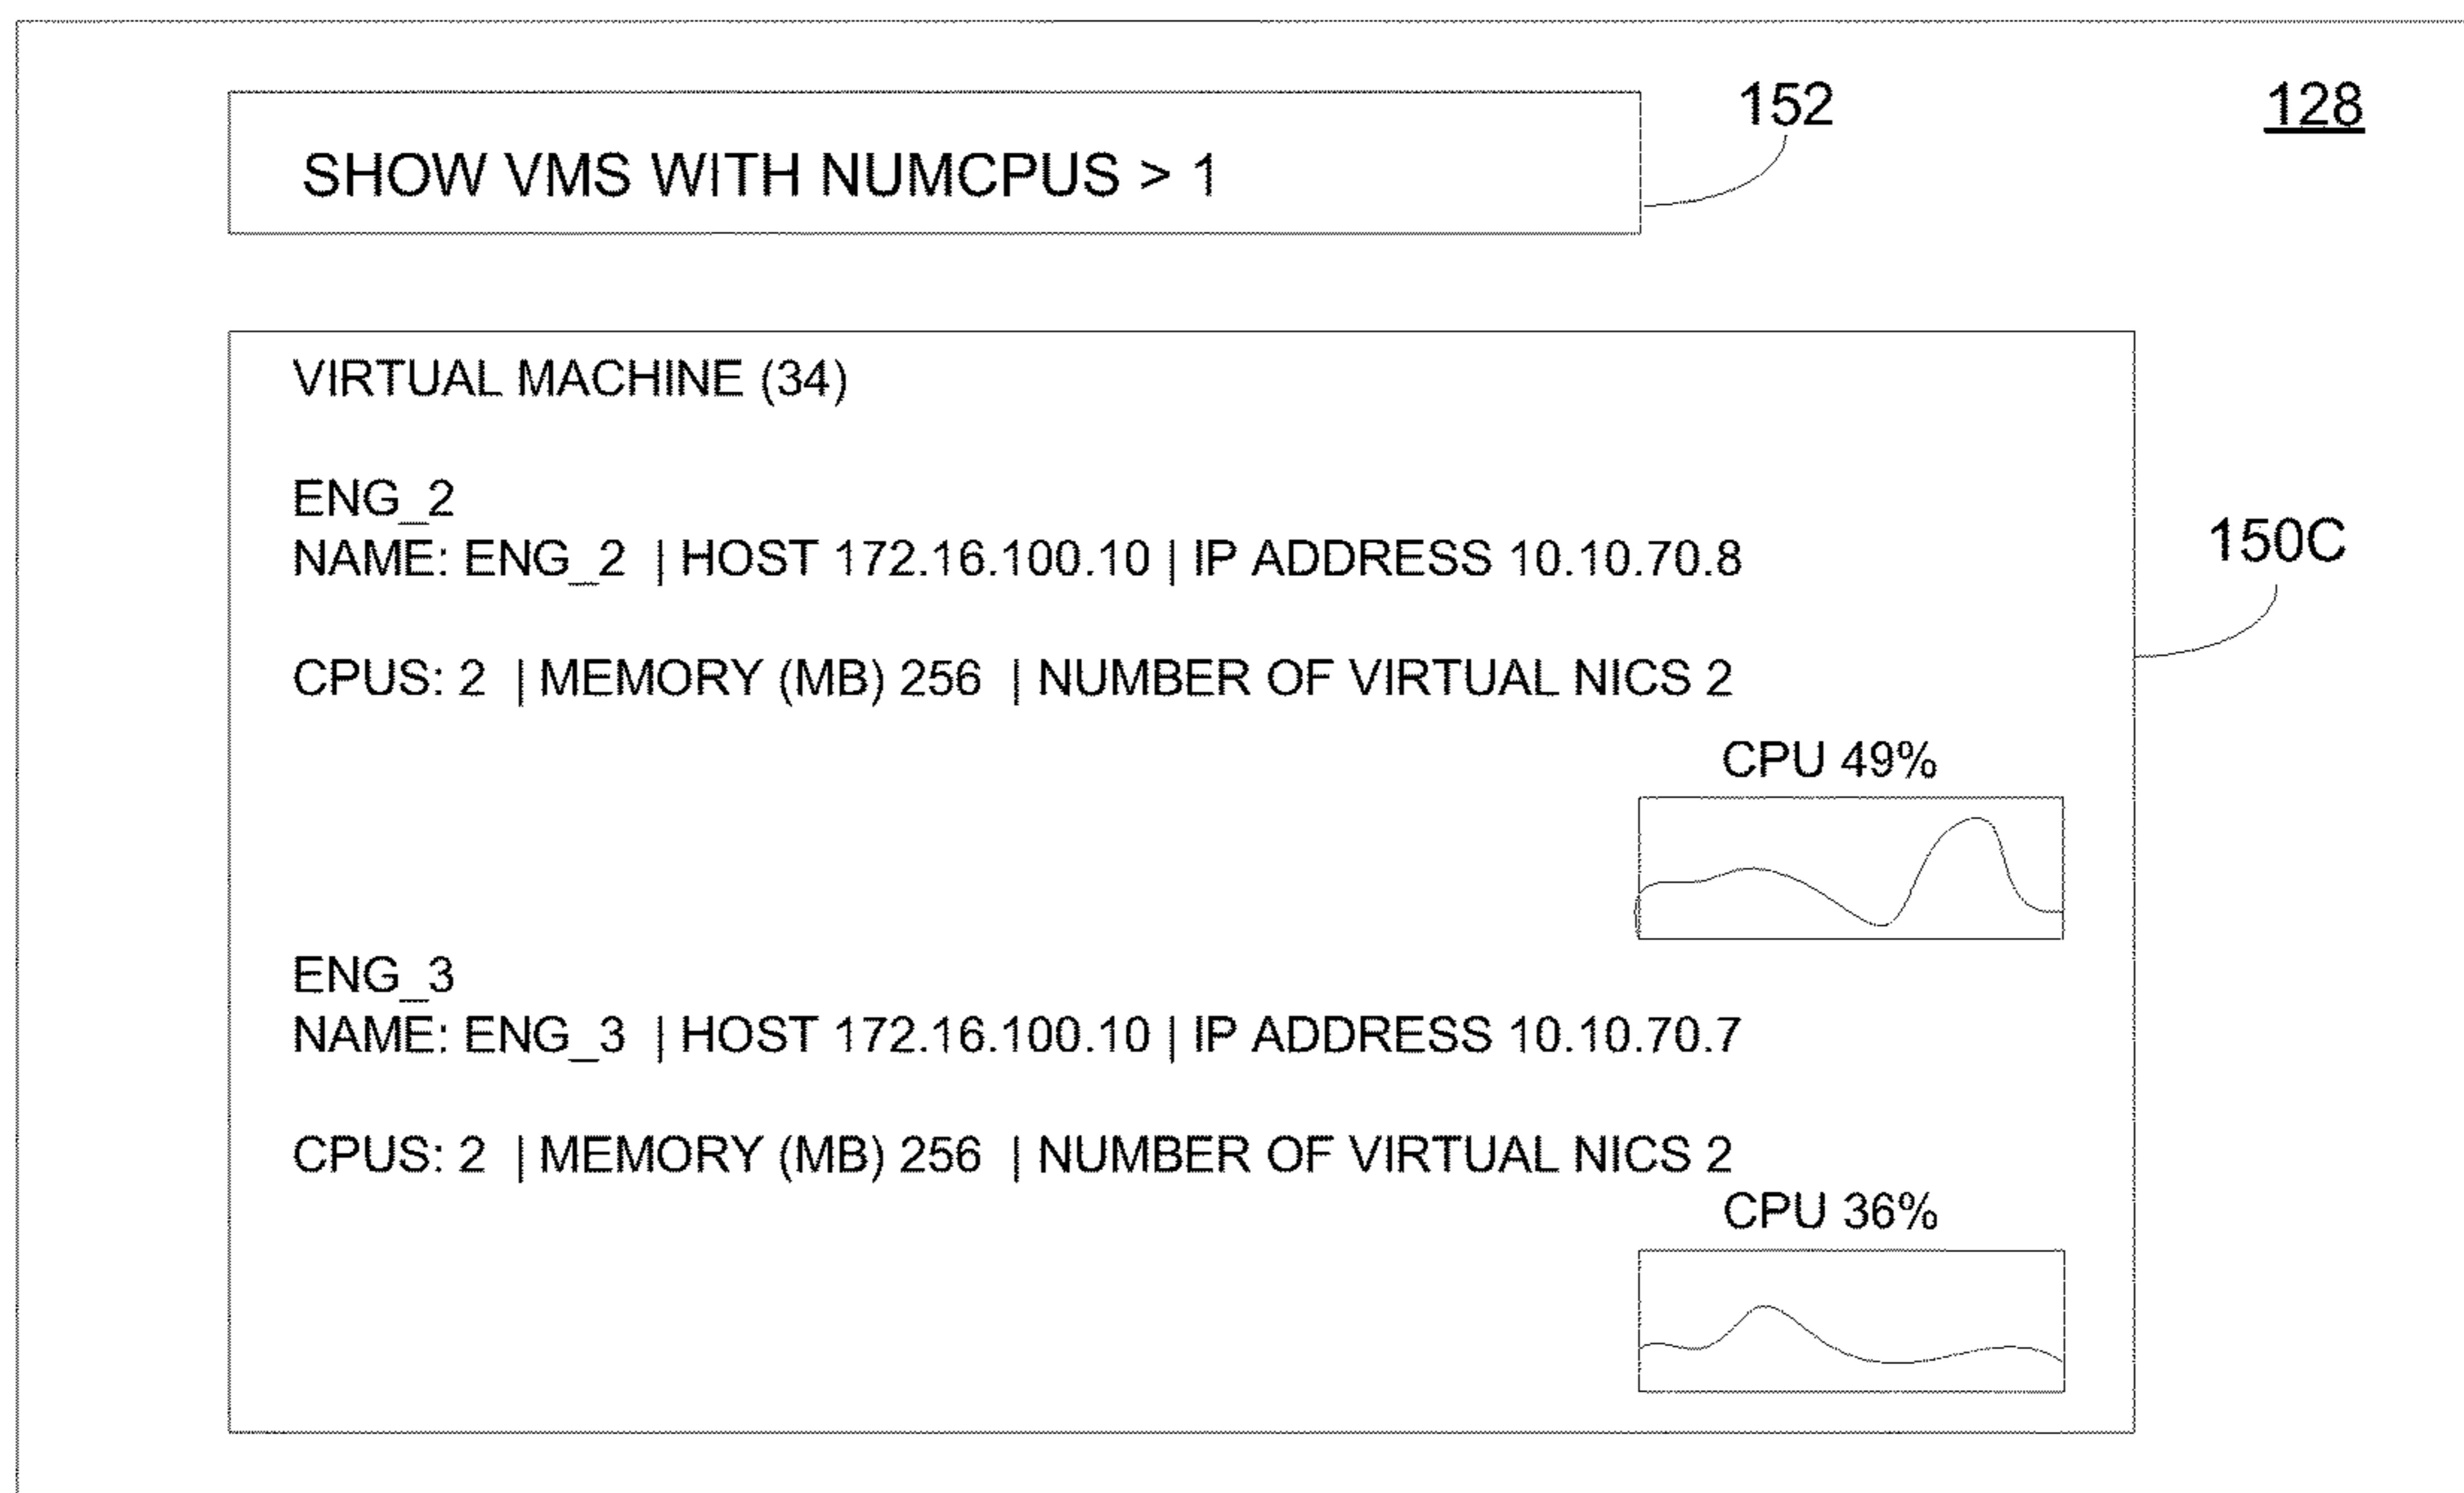 152
128
SHOW VMS WITH NUMCPUS > 1
VIRTUAL MACHINE (34)
ENG_2
NAME: ENG_2 | HOST 172.16.100.10 | IP ADDRESS 10.10.70.8
150C
CPUS: 2 | MEMORY (MB) 256 | NUMBER OF VIRTUAL NICS 2
CPU 49%
ENG_3
NAME: ENG_3 | HOST 172.16.100.10 | IP ADDRESS 10.10.70.7
CPUS: 2 | MEMORY (MB) 256 | NUMBER OF VIRTUAL NICS 2
CPU 36%